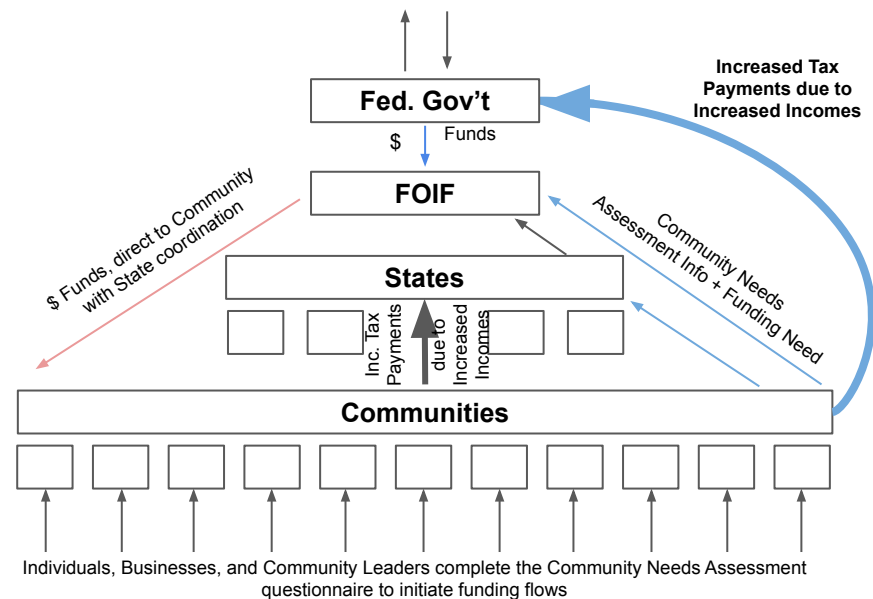 Increased Tax
Payments due to
Increased Incomes
Fed. Gov't
$
Funds
FOIF
$ Funds, direct to Community
with State coordination
Community Needs
Assessment Info + Funding Need
States
Inc. Tax
Payments
due to
Increased
Incomes
Communities
Individuals, Businesses, and Community Leaders complete the Community Needs Assessment
questionnaire to initiate funding flows